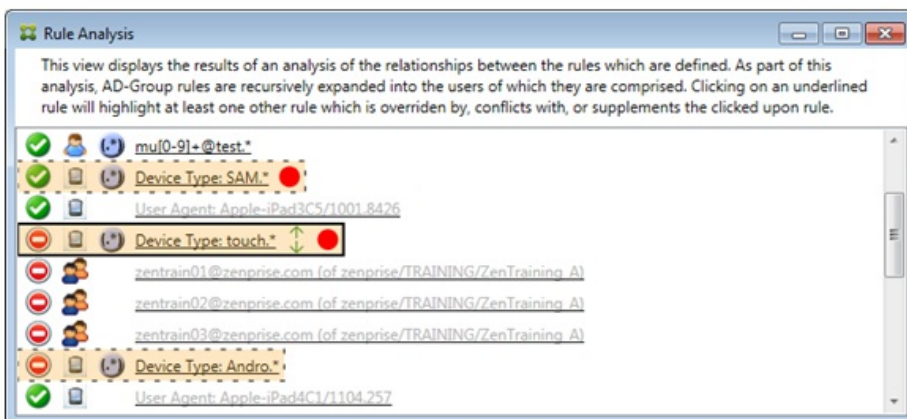 Rule Analysis
This view displays the results of an analysis of the relationships between the rules which are defined. As part of this
analysis, AD-Group rules are recursively expanded into the users of which they are comprised. Clicking on an underlined
rule will highlight at least one other rule which is overriden by, conflicts with, or supplements the clicked upon rule.
(.*) mu[0-9]+@test.*
(.*) Device Type: SAM.*
User Agent: Apple-iPad3C5/1001.8426
(.*) Device Type: touch.*
zentrain01@zenprise.com (of zenprise/TRAINING/ZenTraining_A)
zentrain02@zenprise.com (of zenprise/TRAINING/ZenTraining_A)
zentrain03@zenprise.com (of zenprise/TRAINING/ZenTraining_A)
(.*) Device Type: Andro.*
User Agent: Apple-iPad4C1/1104.257